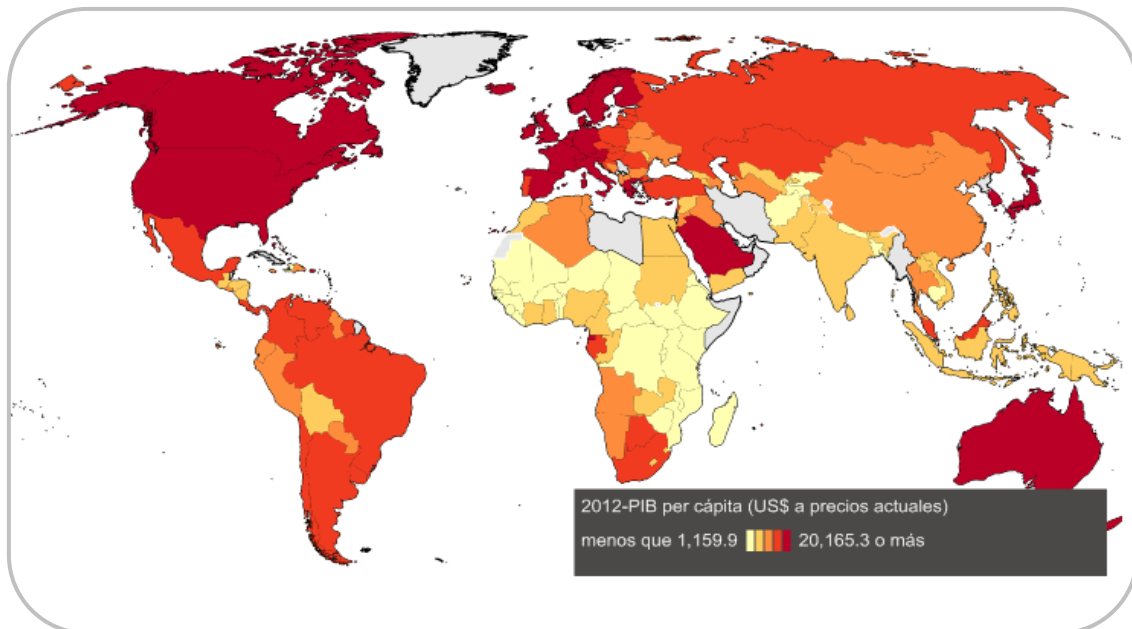 2012-PIB per cápita (US$ a precios actuales)
menos que 1,159.9 20,165.3 o más